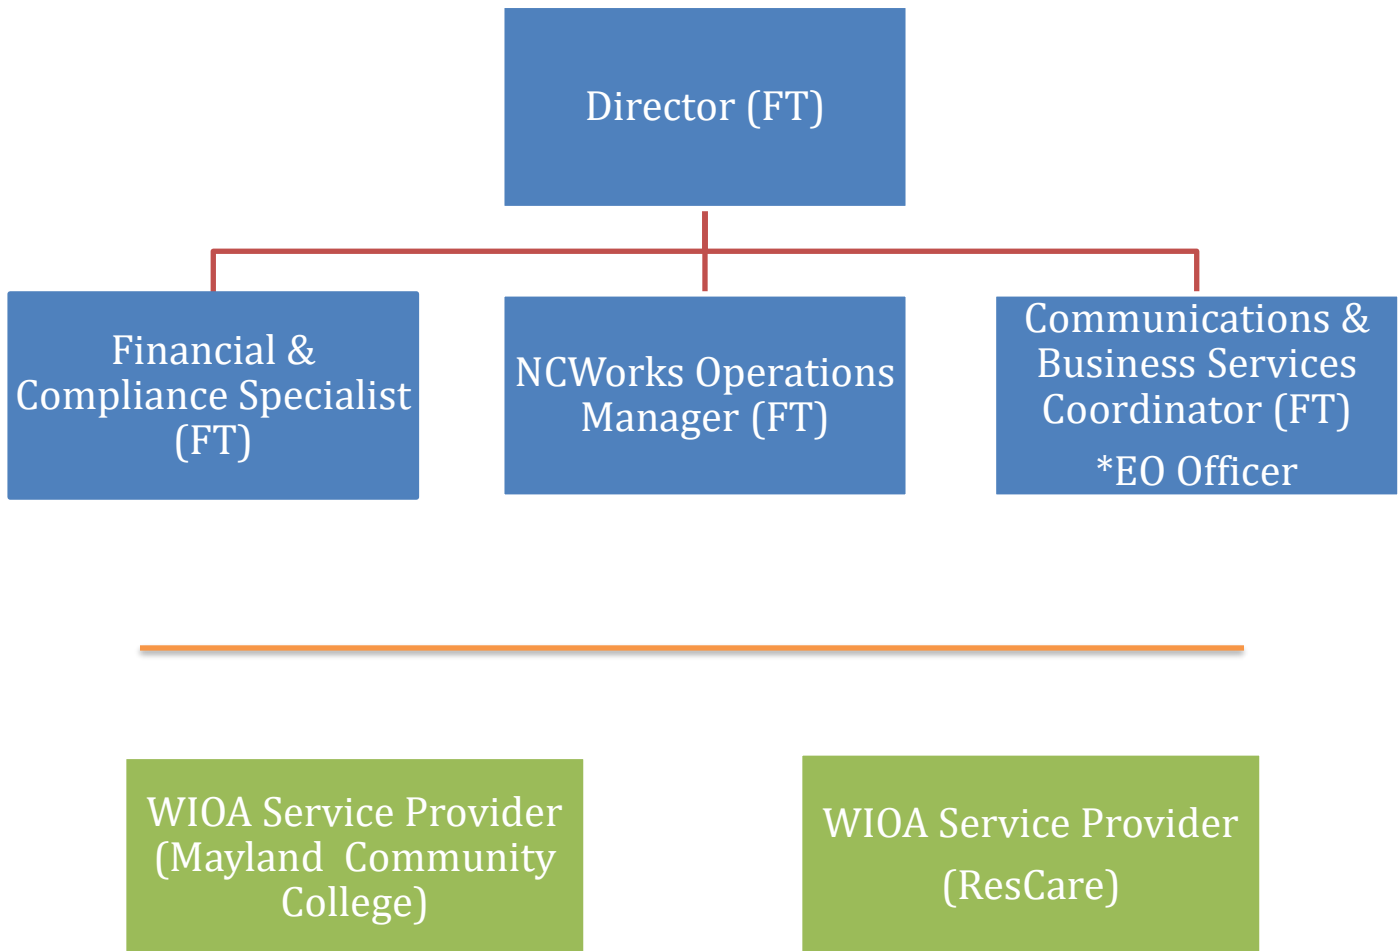 Director (FT)
Financial &
Compliance Specialist
(FT)
NCWorks Operations
Manager (FT)
Communications &
Business Services
Coordinator (FT)
*EO Officer
WIOA Service Provider
(Mayland  Community
College)
WIOA Service Provider
(ResCare)